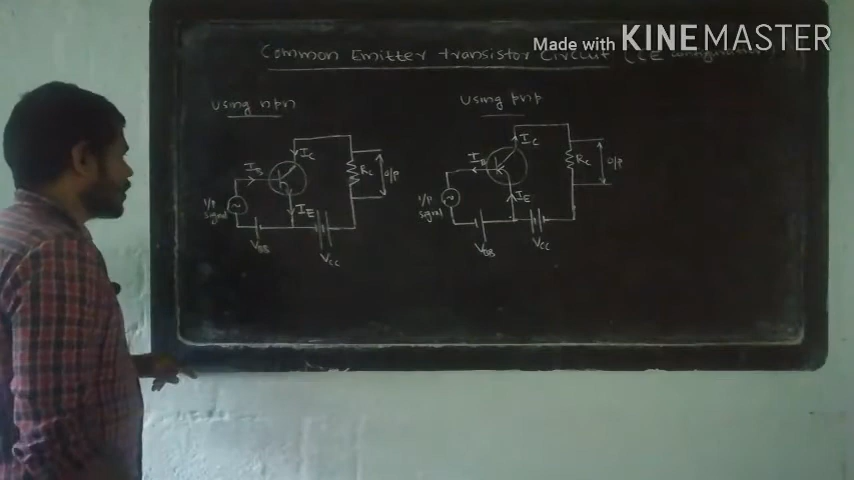 Made with KINEMASTER
Common Emitter transistor Circuit (CE
Using npn
Using pnp
IC
IB
RC
O/P
I/P
signal
IE
VBB
VCC
IC
IB
RC
O/P
I/P
signal
IE
VBB
VCC